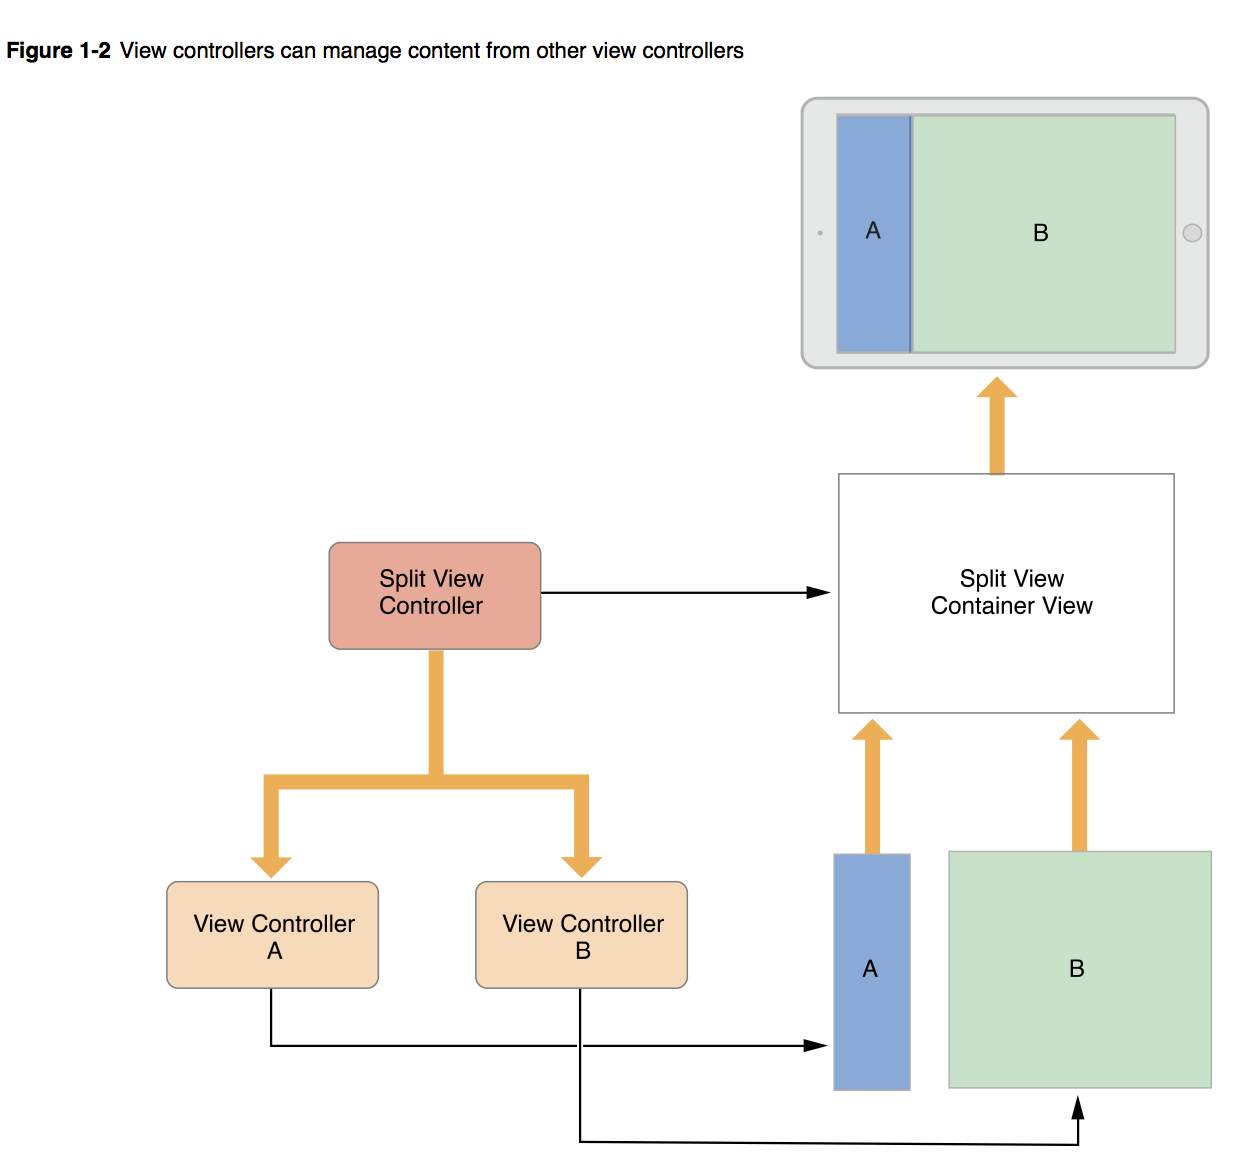 Figure 1-2 View controllers can manage content from other view controllers
A
B
Split View
Controller
Split View
Container View
View Controller
A
View Controller
B
A
B